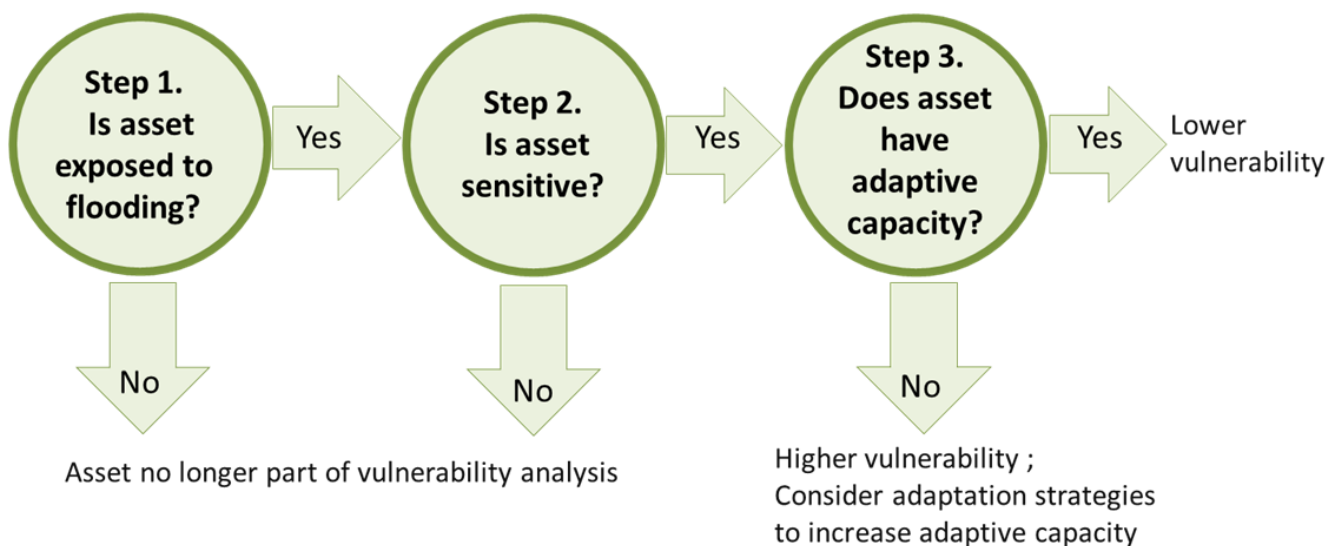 Step 1.
Is asset
exposed to
flooding?
Yes
Step 2.
Is asset
sensitive?
Yes
Step 3.
Does asset
have
adaptive
capacity?
Yes
Lower
vulnerability
No
No
No
Asset no longer part of vulnerability analysis
Higher vulnerability ;
Consider adaptation strategies
to increase adaptive capacity